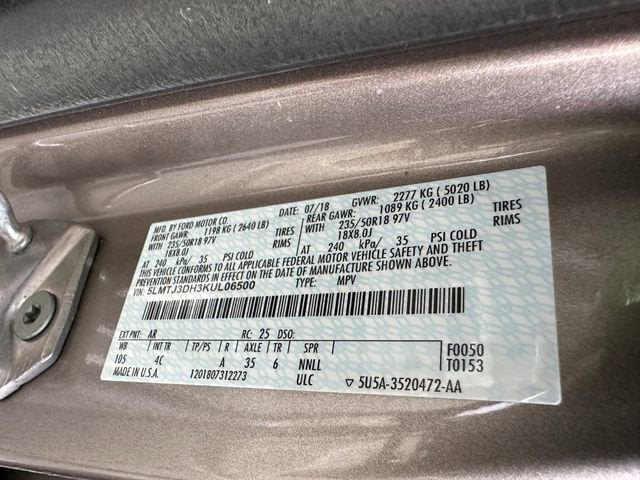 MFD. BY FORD MOTOR CO. DATE: 07/18 GVWR: 2277 KG ( 5020 LB)
FRONT GAWR: 1198 KG ( 2640 LB) REAR GAWR: 1089 KG ( 2400 LB)
WITH 235/50R18 97V TIRES WITH 235/50R18 97V TIRES
18X8.0J RIMS 18X8.0J RIMS
AT 240 kPa/ 35 PSI COLD AT 240 kPa/ 35 PSI COLD
THIS VEHICLE CONFORMS TO ALL APPLICABLE FEDERAL MOTOR VEHICLE SAFETY AND THEFT
PREVENTION STANDARDS IN EFFECT ON THE DATE OF MANUFACTURE SHOWN ABOVE.
VIN: 5LMTJ3DH3KUL06500 TYPE: MPV
EXT PNT: AR RC: 25 DSO:
WB INT TR TP/PS R AXLE TR SPR F0050
105 4C A 35 6 NNLL T0153
MADE IN U.S.A. 1201807312273 ULC 5U5A-3520472-AA